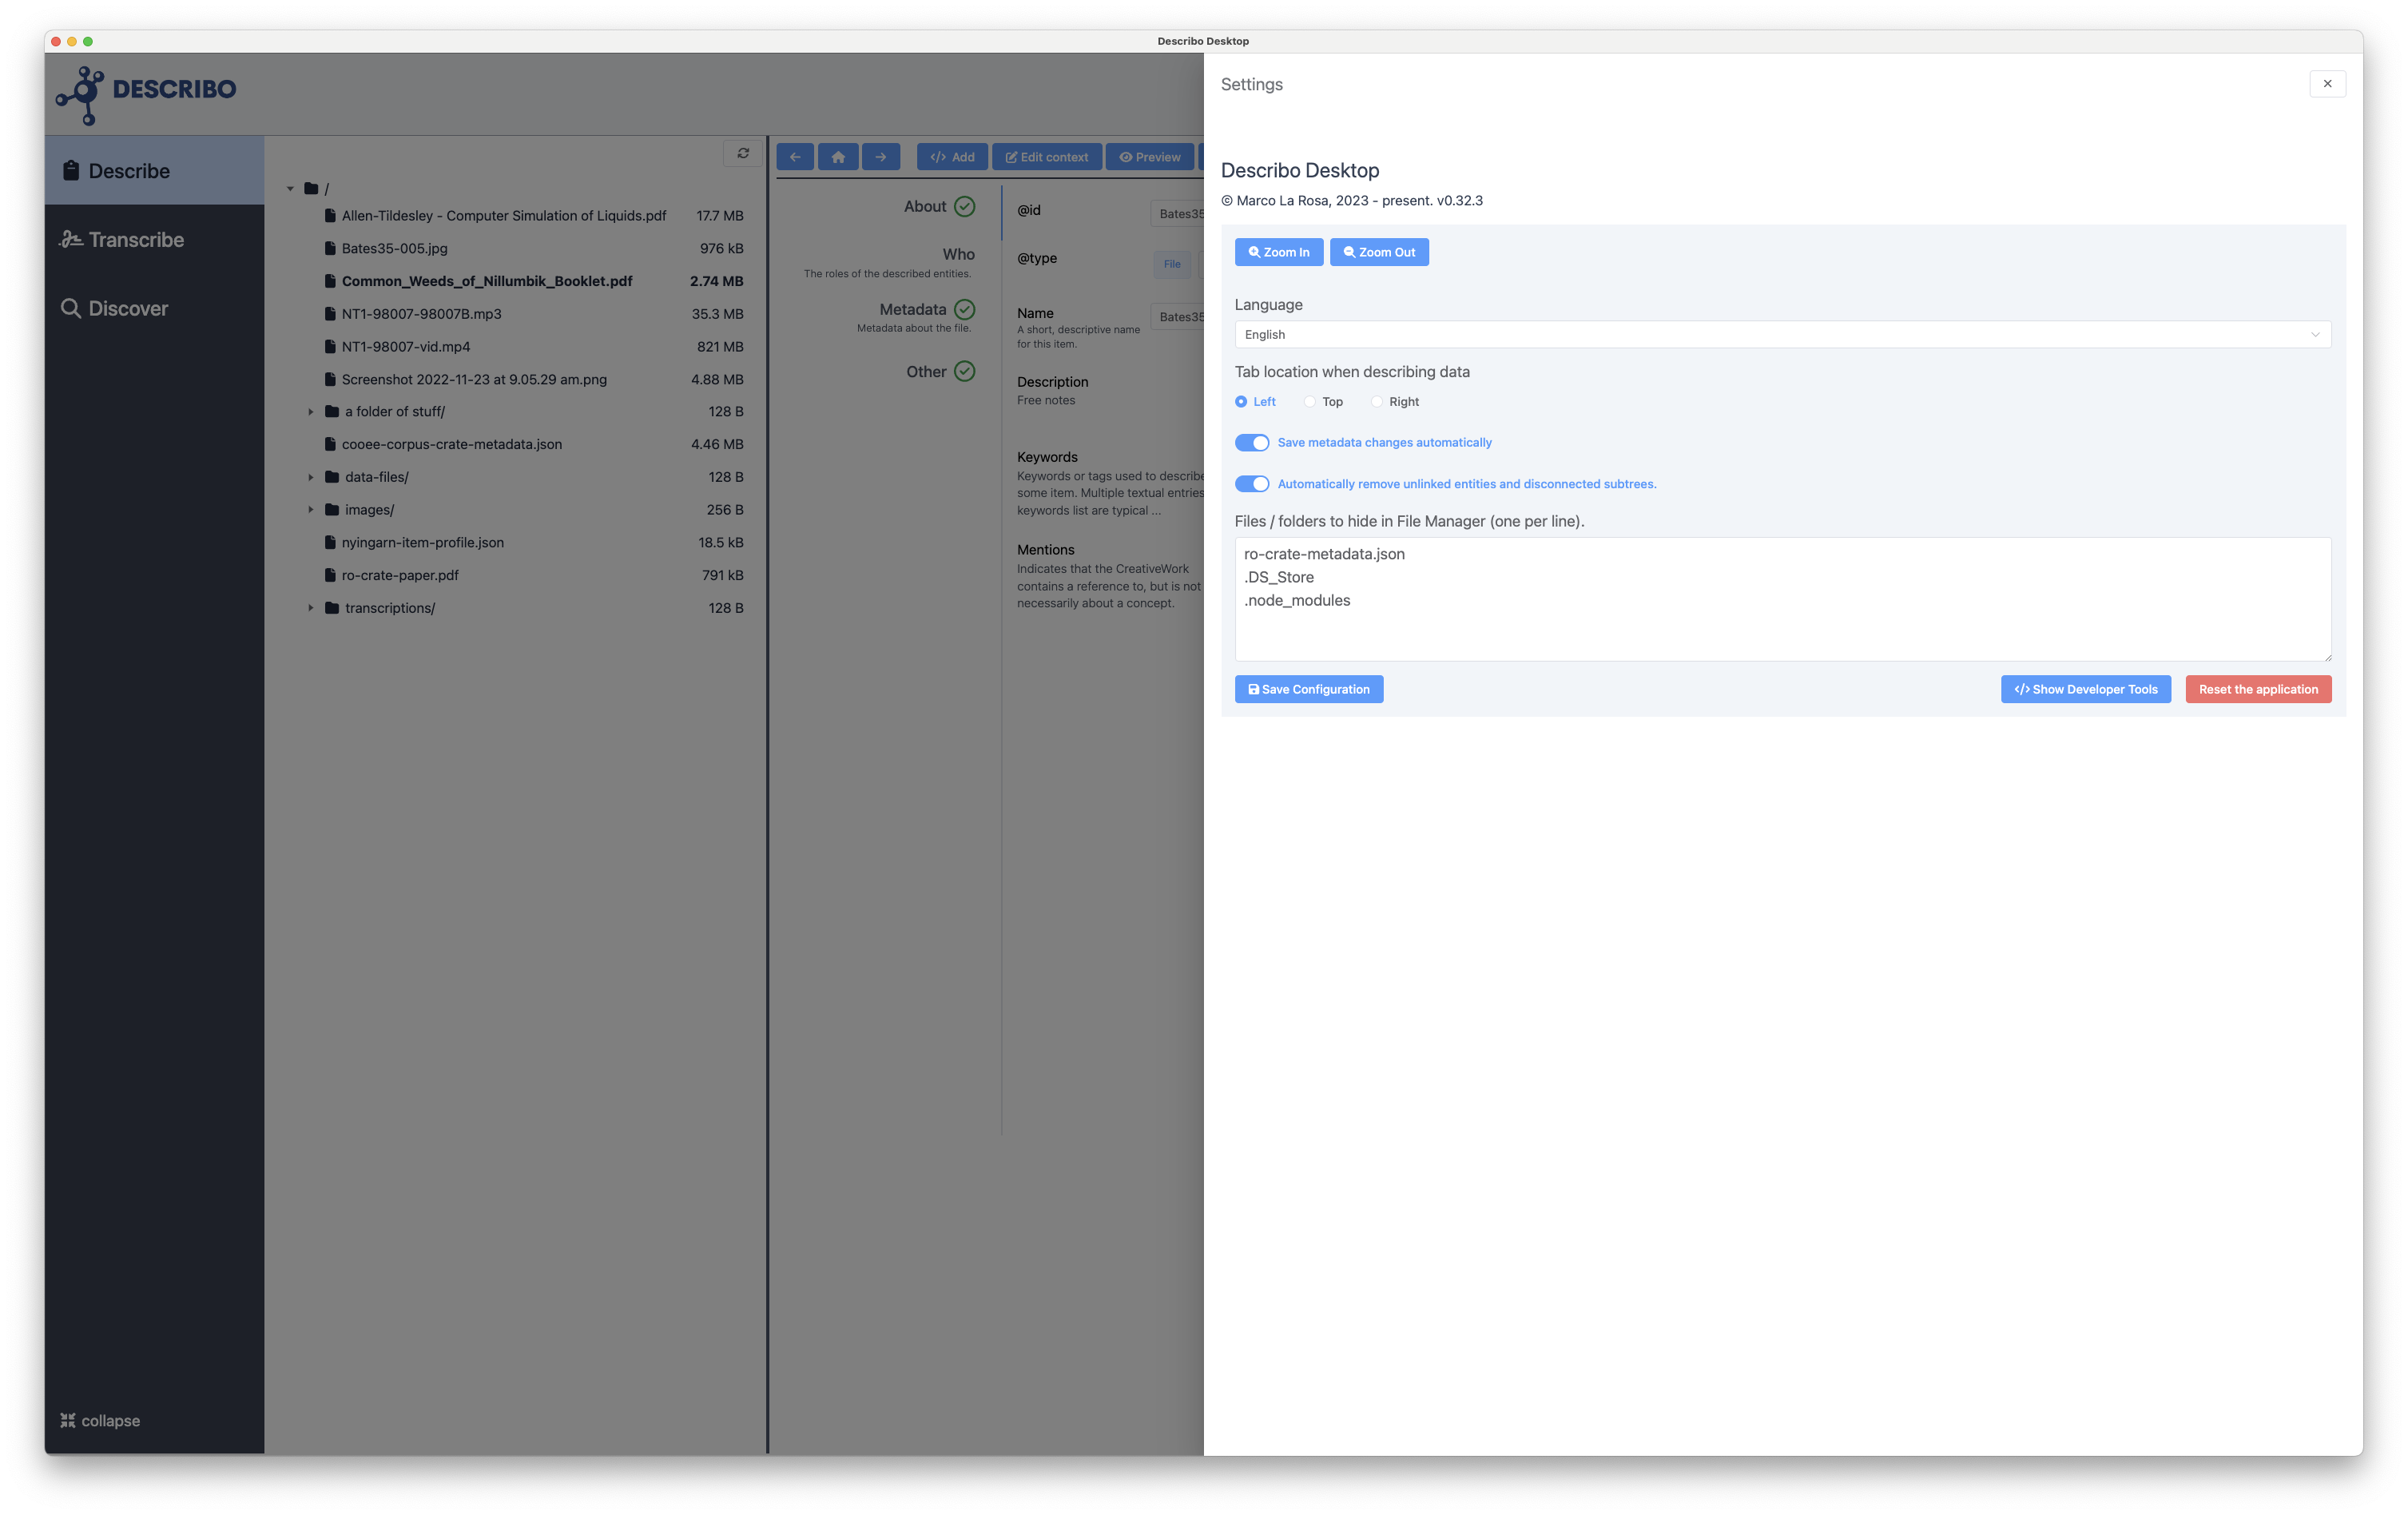 Describo Desktop
DESCRIBO
Describe
Transcribe
Discover
collapse
/
Allen-Tildesley - Computer Simulation of Liquids.pdf 17.7 MB
Bates35-005.jpg 976 kB
Common_Weeds_of_Nillumbik_Booklet.pdf 2.74 MB
NT1-98007-98007B.mp3 35.3 MB
NT1-98007-vid.mp4 821 MB
Screenshot 2022-11-23 at 9.05.29 am.png 4.88 MB
a folder of stuff/ 128 B
cooee-corpus-crate-metadata.json 4.46 MB
data-files/ 128 B
images/ 256 B
nyingarn-item-profile.json 18.5 kB
ro-crate-paper.pdf 791 kB
transcriptions/ 128 B
</> Add Edit context Preview
About
Who
The roles of the described entities.
Metadata
Metadata about the file.
Other
@id Bates35
@type File
Name Bates35
A short, descriptive name
for this item.
Description
Free notes
Keywords
Keywords or tags used to describe
some item. Multiple textual entries
keywords list are typical ...
Mentions
Indicates that the CreativeWork
contains a reference to, but is not
necessarily about a concept.
Settings
Describo Desktop
© Marco La Rosa, 2023 - present. v0.32.3
Zoom In Zoom Out
Language
English
Tab location when describing data
Left Top Right
Save metadata changes automatically
Automatically remove unlinked entities and disconnected subtrees.
Files / folders to hide in File Manager (one per line).
ro-crate-metadata.json
.DS_Store
.node_modules
Save Configuration </> Show Developer Tools Reset the application